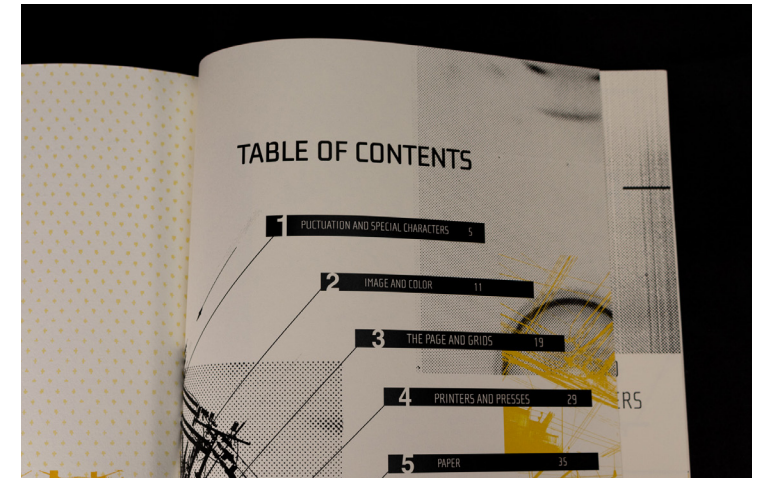 TABLE OF CONTENTS
1 PUCTUATION AND SPECIAL CHARACTERS 5
2 IMAGE AND COLOR 11
3 THE PAGE AND GRIDS 19
4 PRINTERS AND PRESSES 29
5 PAPER 35